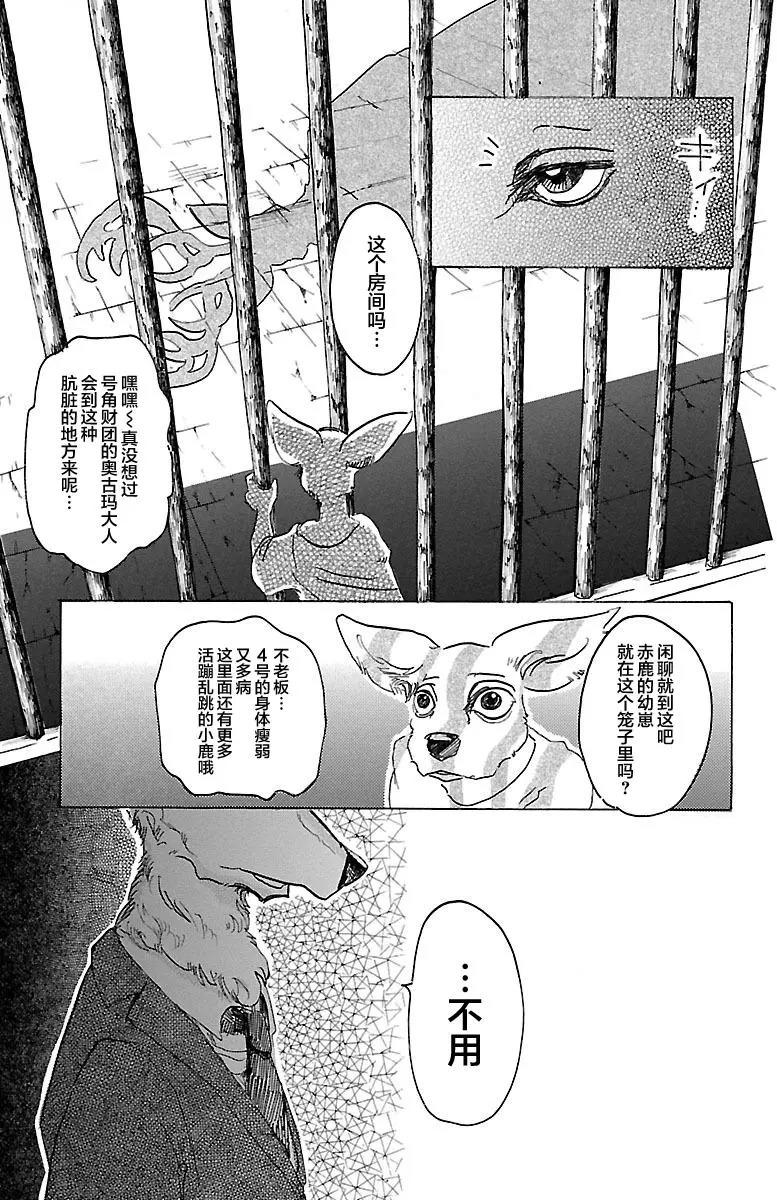 キィ…
这个房间吗…
嘿嘿～真没想过
号角财团的奥古玛大人
会到这种
肮脏的地方来呢…
闲聊就到这吧
赤鹿的幼崽
就在这个笼子里吗？
不老板…
4号的身体瘦弱
又多病
这里面还有更多
活蹦乱跳的小鹿哦
…不用